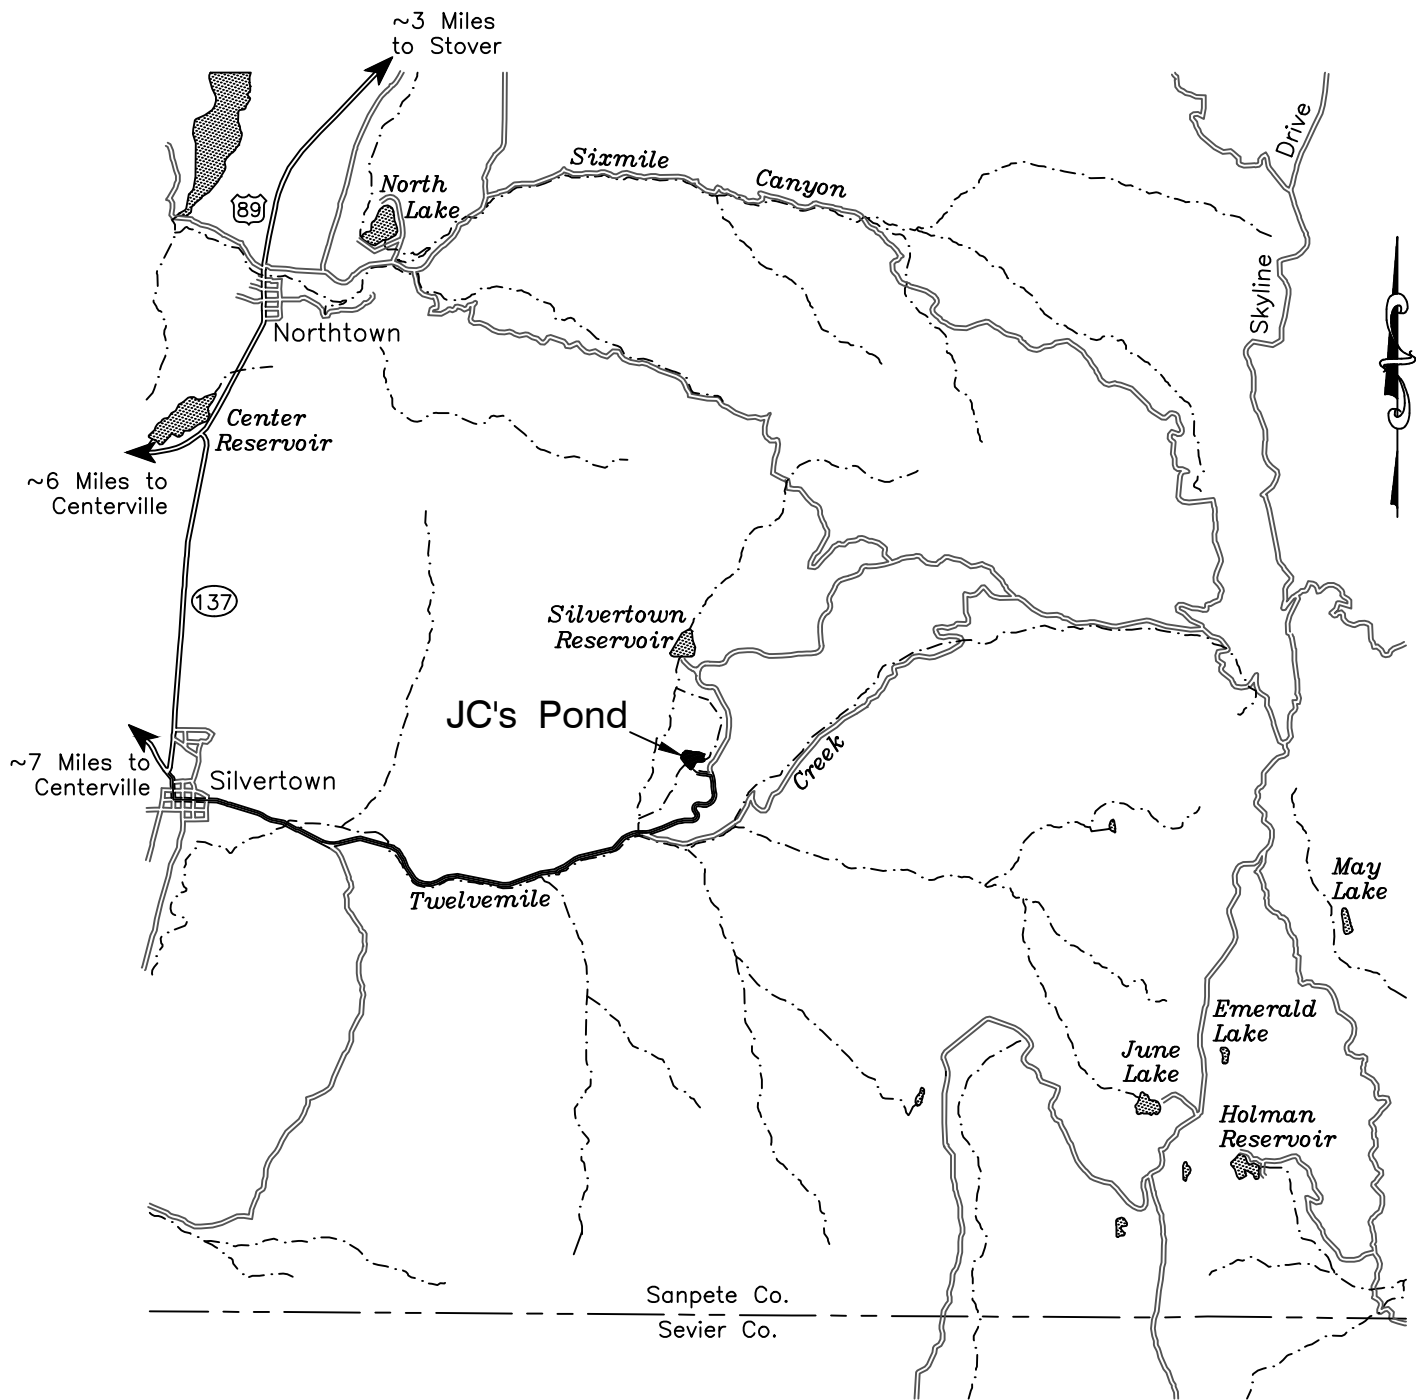 ~3 Miles
to Stover
Drive
Sixmile
Canyon
North
Lake
89
Skyline
Northtown
Center
Reservoir
~6 Miles to
Centerville
137
Silvertown
Reservoir
JC's Pond
~7 Miles to
Centerville
Silvertown
Creek
Twelvemile
May
Lake
Emerald
Lake
June
Lake
Holman
Reservoir
Sanpete Co.
Sevier Co.